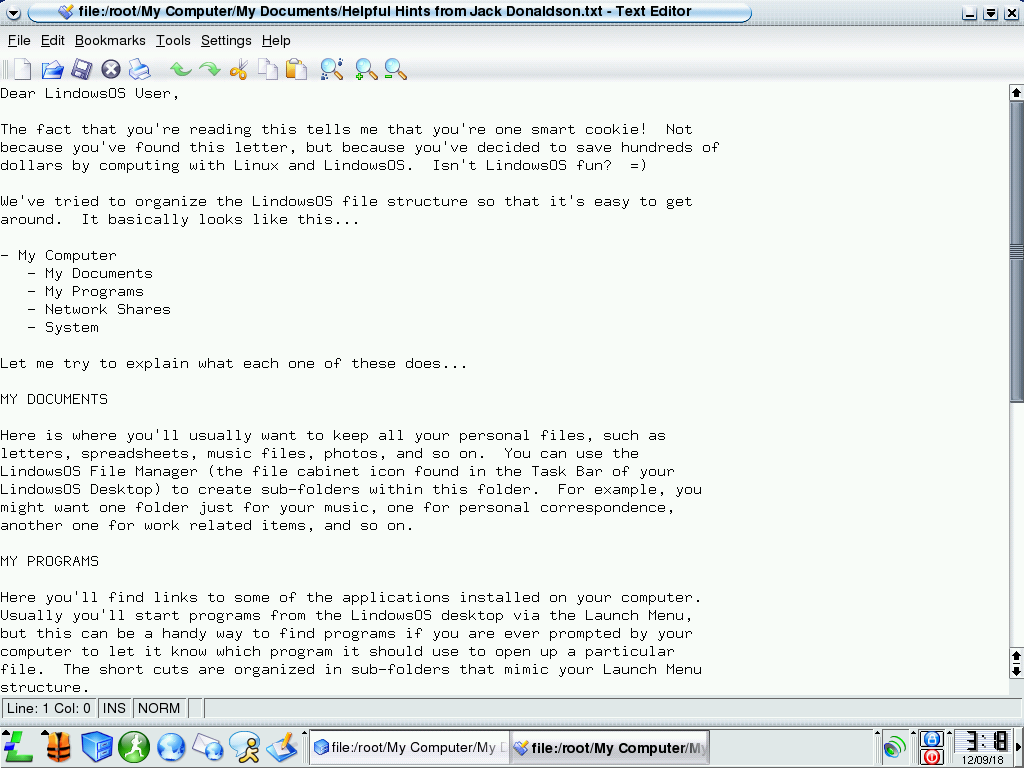 file:/root/My Computer/My Documents/Helpful Hints from Jack Donaldson.txt - Text Editor
File Edit Bookmarks Tools Settings Help
Dear LindowsOS User,
The fact that you're reading this tells me that you're one smart cookie!  Not
because you've found this letter, but because you've decided to save hundreds of
dollars by computing with Linux and LindowsOS.  Isn't LindowsOS fun?  =)
We've tried to organize the LindowsOS file structure so that it's easy to get
around.  It basically looks like this...
- My Computer
- My Documents
- My Programs
- Network Shares
- System
Let me try to explain what each one of these does...
MY DOCUMENTS
Here is where you'll usually want to keep all your personal files, such as
letters, spreadsheets, music files, photos, and so on.  You can use the
LindowsOS File Manager (the file cabinet icon found in the Task Bar of your
LindowsOS Desktop) to create sub-folders within this folder.  For example, you
might want one folder just for your music, one for personal correspondence,
another one for work related items, and so on.
MY PROGRAMS
Here you'll find links to some of the applications installed on your computer.
Usually you'll start programs from the LindowsOS desktop via the Launch Menu,
but this can be a handy way to find programs if you are ever prompted by your
computer to let it know which program it should use to open up a particular
file.  The short cuts are organized in sub-folders that mimic your Launch Menu
structure.
Line: 1 Col: 0 INS NORM
file:/root/My Computer/My D file:/root/My Computer/My 3:18
12/09/18